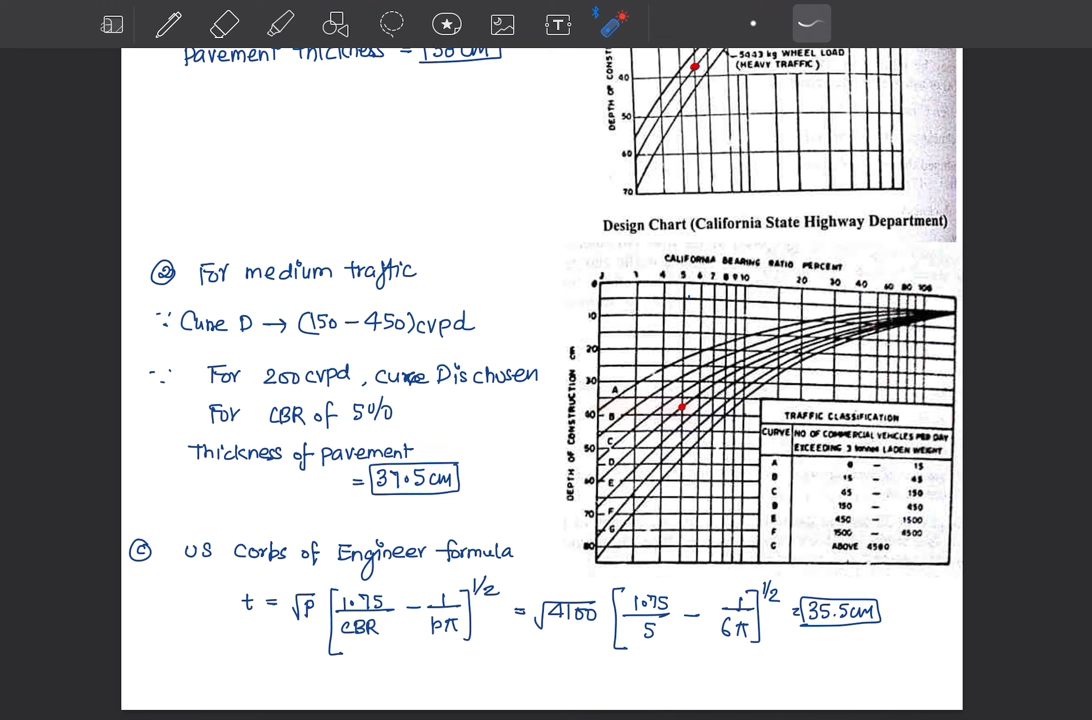 Pavement thickness = 38 cm
5443 kg WHEEL LOAD
(HEAVY TRAFFIC)
DEPTH OF CONST
40
50
60
70
Design Chart (California State Highway Department)
CALIFORNIA BEARING RATIO PERCENT
3 4 5 6 7 8 9 10 20 30 40 60 80 100
DEPTH OF CONSTRUCTION cm
0
10
20
30
40
50
60
70
80
A
B
C
D
E
F
G
TRAFFIC CLASSIFICATION
CURVE NO OF COMMERCIAL VEHICLES PER DAY
EXCEEDING 3 tonnes LADEN WEIGHT
A 0 - 15
B 15 - 45
C 45 - 150
D 150 - 450
E 450 - 1500
F 1500 - 4500
G ABOVE 4500
② For medium traffic
∵ Curve D → (150 - 450) cvpd
∴ For 200 cvpd, curve D is chosen
For CBR of 5%
Thickness of pavement
= 37.5 cm
Ⓒ US Corps of Engineer formula
t = √P [1.75/CBR - 1/pπ]^1/2 = √4100 [1.75/5 - 1/6π]^1/2 = 35.5cm